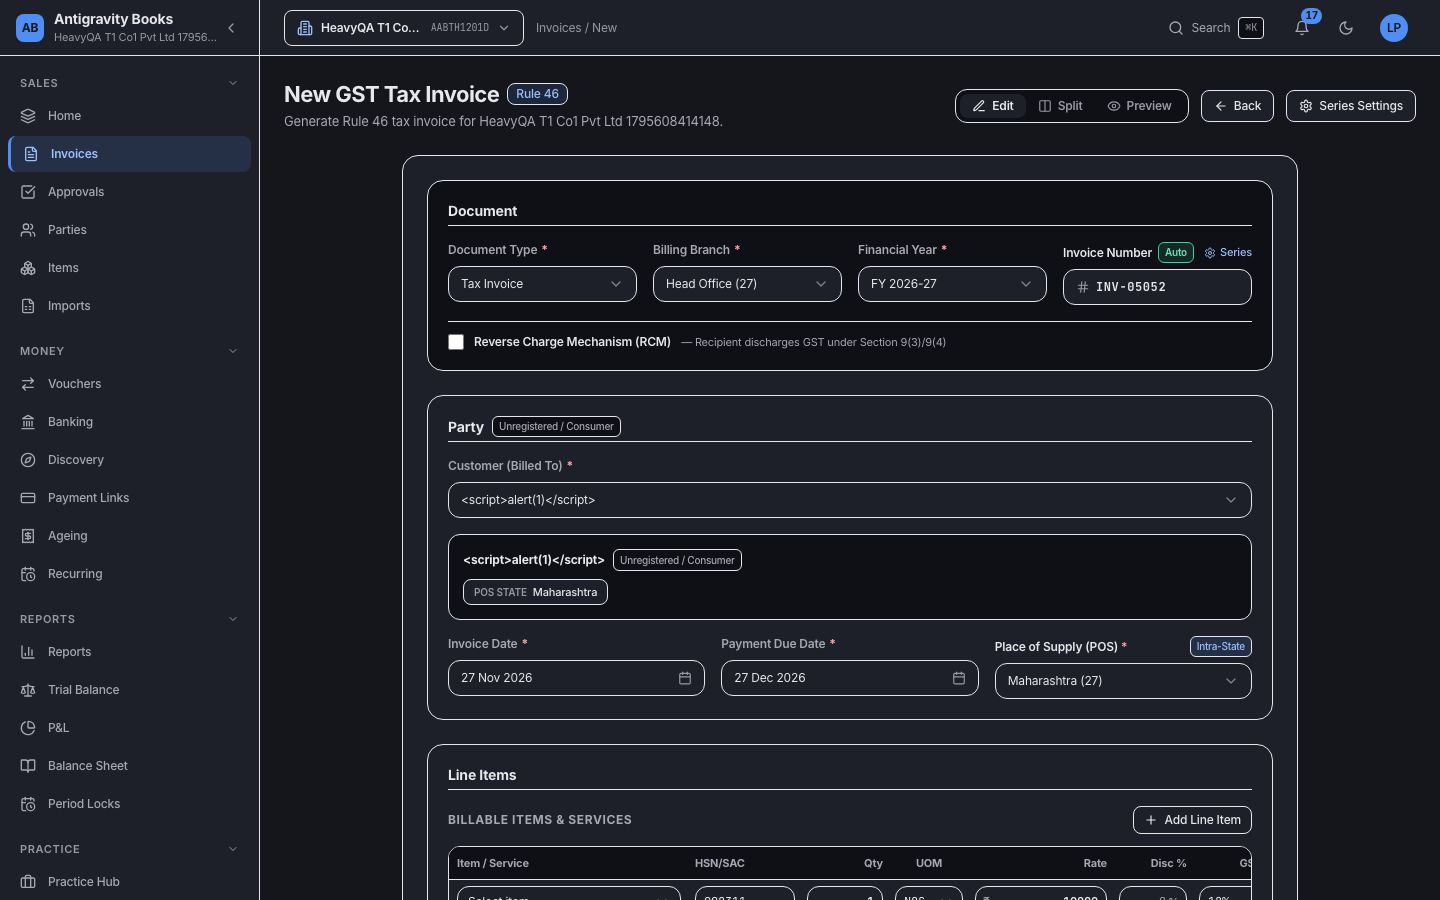 AB
Antigravity Books
HeavyQA T1 Co1 Pvt Ltd 17956...
SALES
Home
Invoices
Approvals
Parties
Items
Imports
MONEY
Vouchers
Banking
Discovery
Payment Links
Ageing
Recurring
REPORTS
Reports
Trial Balance
P&L
Balance Sheet
Period Locks
PRACTICE
Practice Hub
HeavyQA T1 Co... AABTH1201D
Invoices / New
Search ⌘K
17
LP
New GST Tax Invoice Rule 46
Generate Rule 46 tax invoice for HeavyQA T1 Co1 Pvt Ltd 1795608414148.
Edit Split Preview
Back
Series Settings
Document
Document Type * Billing Branch * Financial Year * Invoice Number Auto Series
Tax Invoice Head Office (27) FY 2026-27 # INV-05052
Reverse Charge Mechanism (RCM) — Recipient discharges GST under Section 9(3)/9(4)
Party Unregistered / Consumer
Customer (Billed To) *
<script>alert(1)</script>
<script>alert(1)</script> Unregistered / Consumer
POS STATE Maharashtra
Invoice Date * Payment Due Date * Place of Supply (POS) * Intra-State
27 Nov 2026 27 Dec 2026 Maharashtra (27)
Line Items
BILLABLE ITEMS & SERVICES
Add Line Item
Item / Service HSN/SAC Qty UOM Rate Disc %